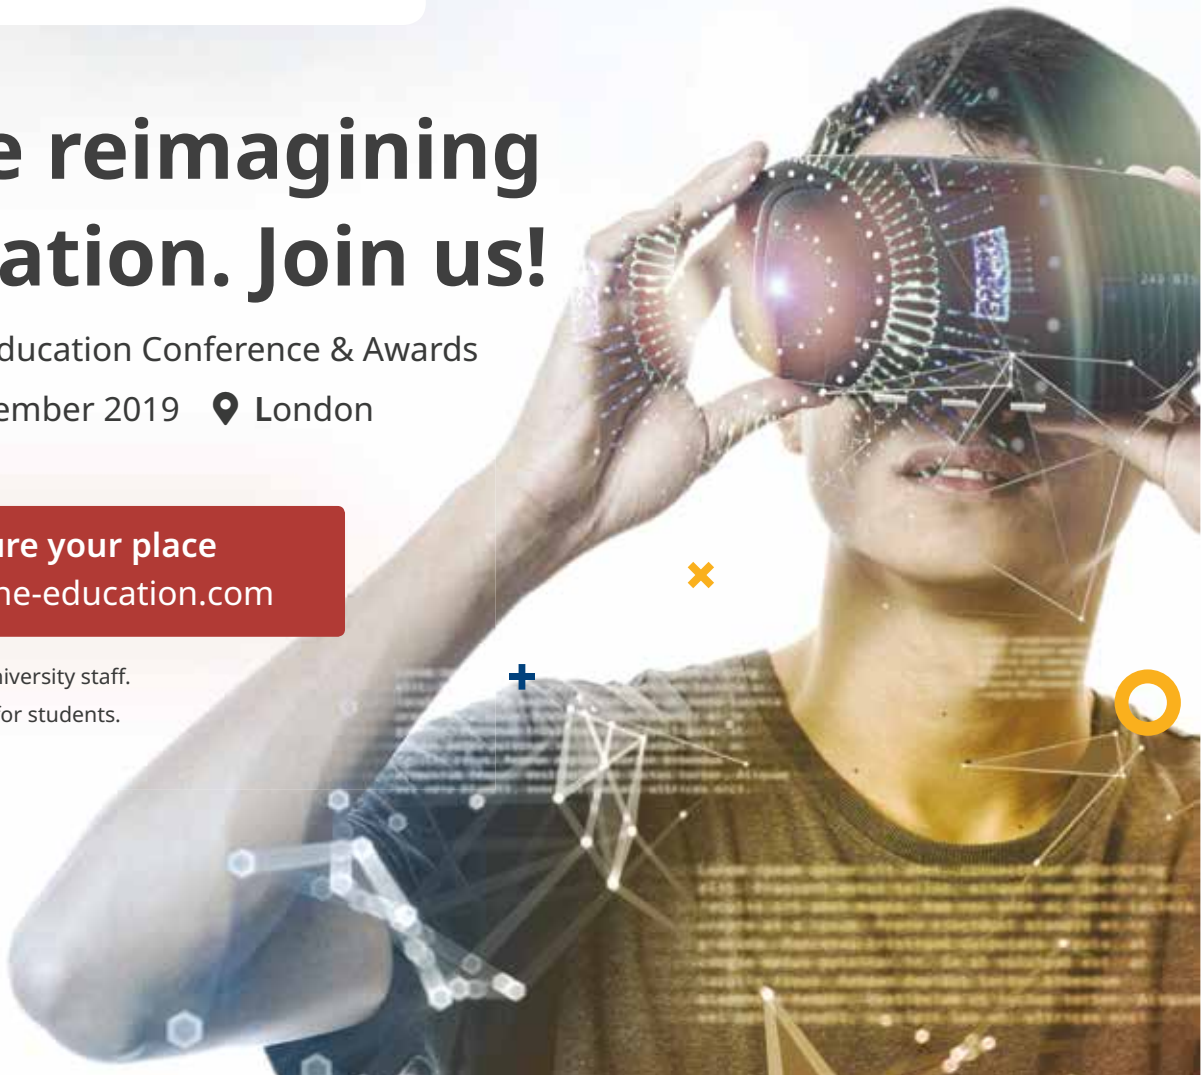 e reimagining
ation. Join us!
ducation Conference & Awards
ember 2019 London
ure your place
ne-education.com
niversity staff.
for students.